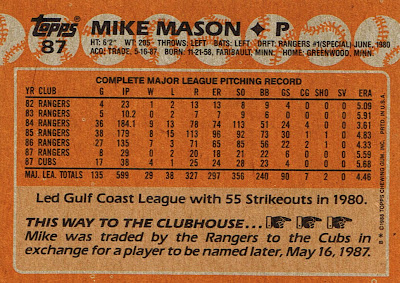 Topps
87
MIKE MASON ♦ P
HT: 6'2" WT: 205 THROWS: LEFT BATS: LEFT DRFT: RANGERS #1(SPECIAL) JUNE, 1980
ACQ: TRADE, 5-16-87 BORN: 11-21-58, FARIBAULT, MINN. HOME: GREENWOOD, MINN.
COMPLETE MAJOR LEAGUE PITCHING RECORD
YR CLUB G IP W L R ER SO BB GS CG SHO SV ERA
82 RANGERS 4 23 1 2 13 13 8 9 4 0 0 0 5.09
83 RANGERS 5 10.2 0 2 7 7 9 6 0 0 0 0 5.91
84 RANGERS 36 184.1 9 13 78 74 113 51 24 4 0 0 3.61
85 RANGERS 38 179 8 15 113 96 92 73 30 1 1 0 4.83
86 RANGERS 27 135 7 3 71 65 85 56 22 2 1 0 4.33
87 RANGERS 8 29 0 2 20 18 21 22 6 0 0 0 5.59
87 CUBS 17 38 4 1 25 24 28 23 4 0 0 0 5.68
MAJ. LEA. TOTALS 135 599 29 38 327 297 356 240 90 7 2 0 4.46
Led Gulf Coast League with 55 Strikeouts in 1980.
THIS WAY TO THE CLUBHOUSE...
Mike was traded by the Rangers to the Cubs in
exchange for a player to be named later, May 16, 1987.
© 1988 TOPPS CHEWING GUM, INC. PRTD. IN U.S.A.